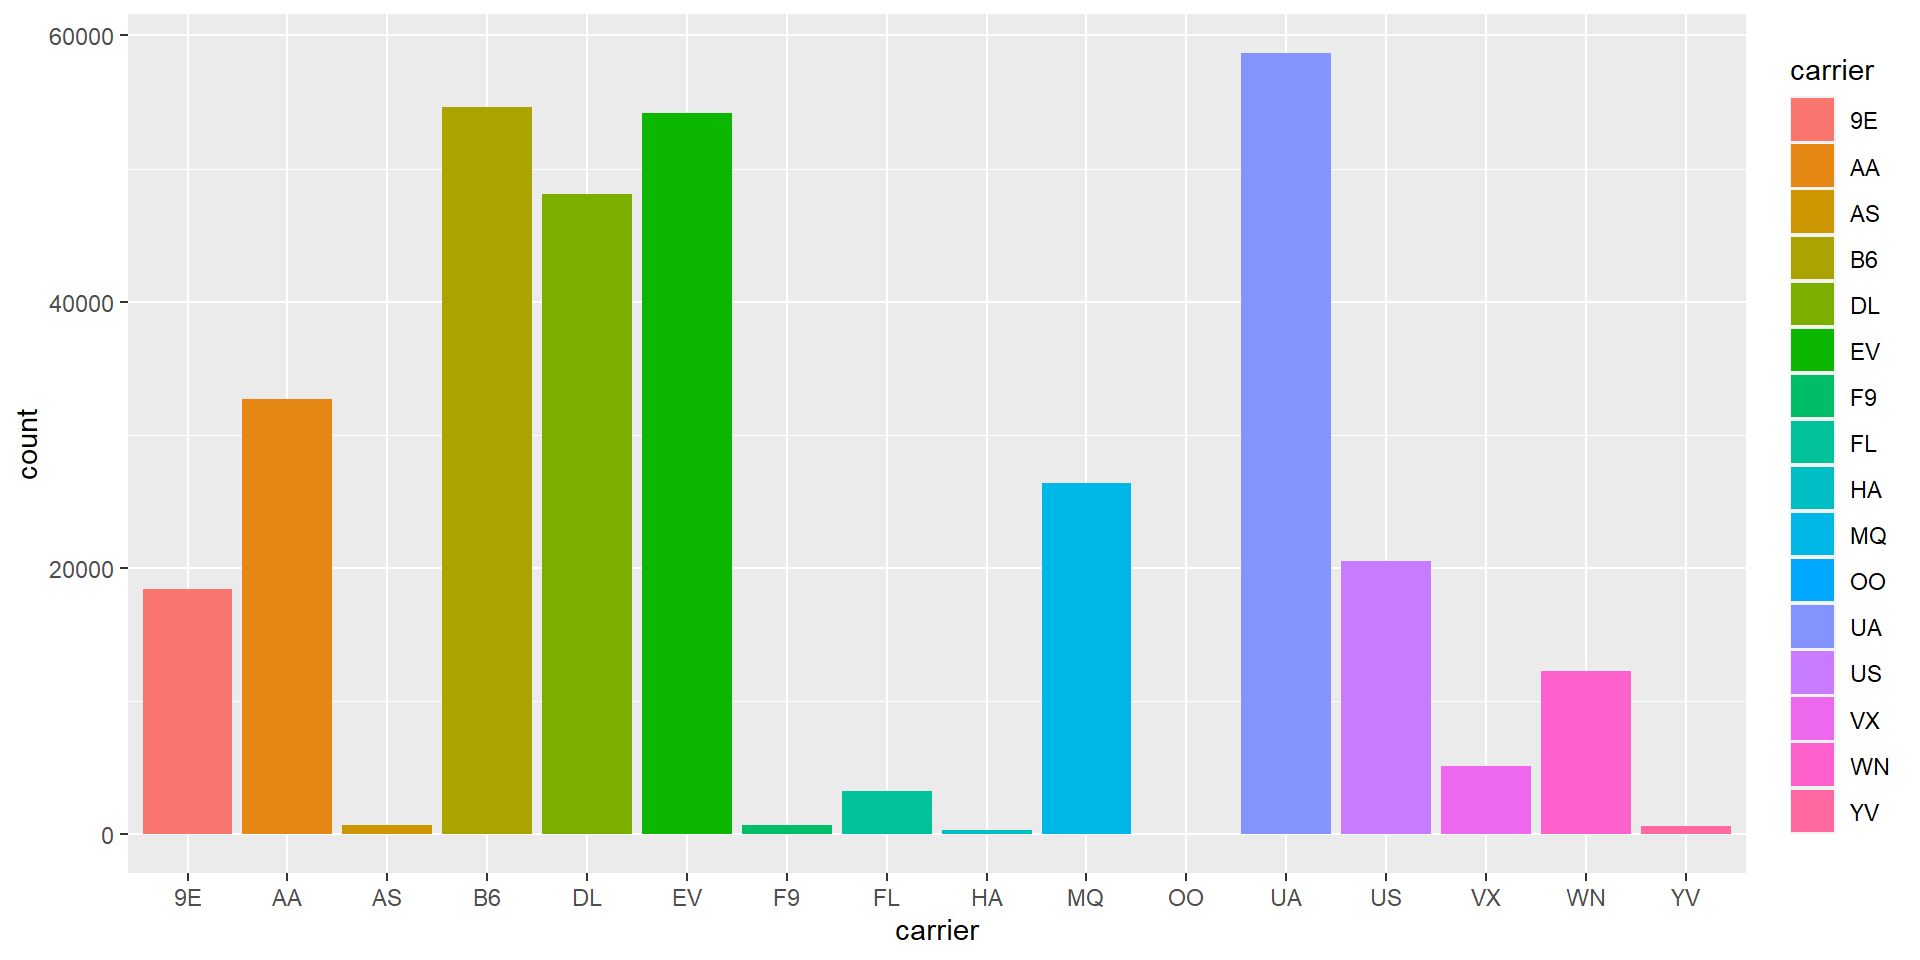 60000
40000
20000
0
count
9E AA AS B6 DL EV F9 FL HA MQ OO UA US VX WN YV
carrier
carrier
9E
AA
AS
B6
DL
EV
F9
FL
HA
MQ
OO
UA
US
VX
WN
YV